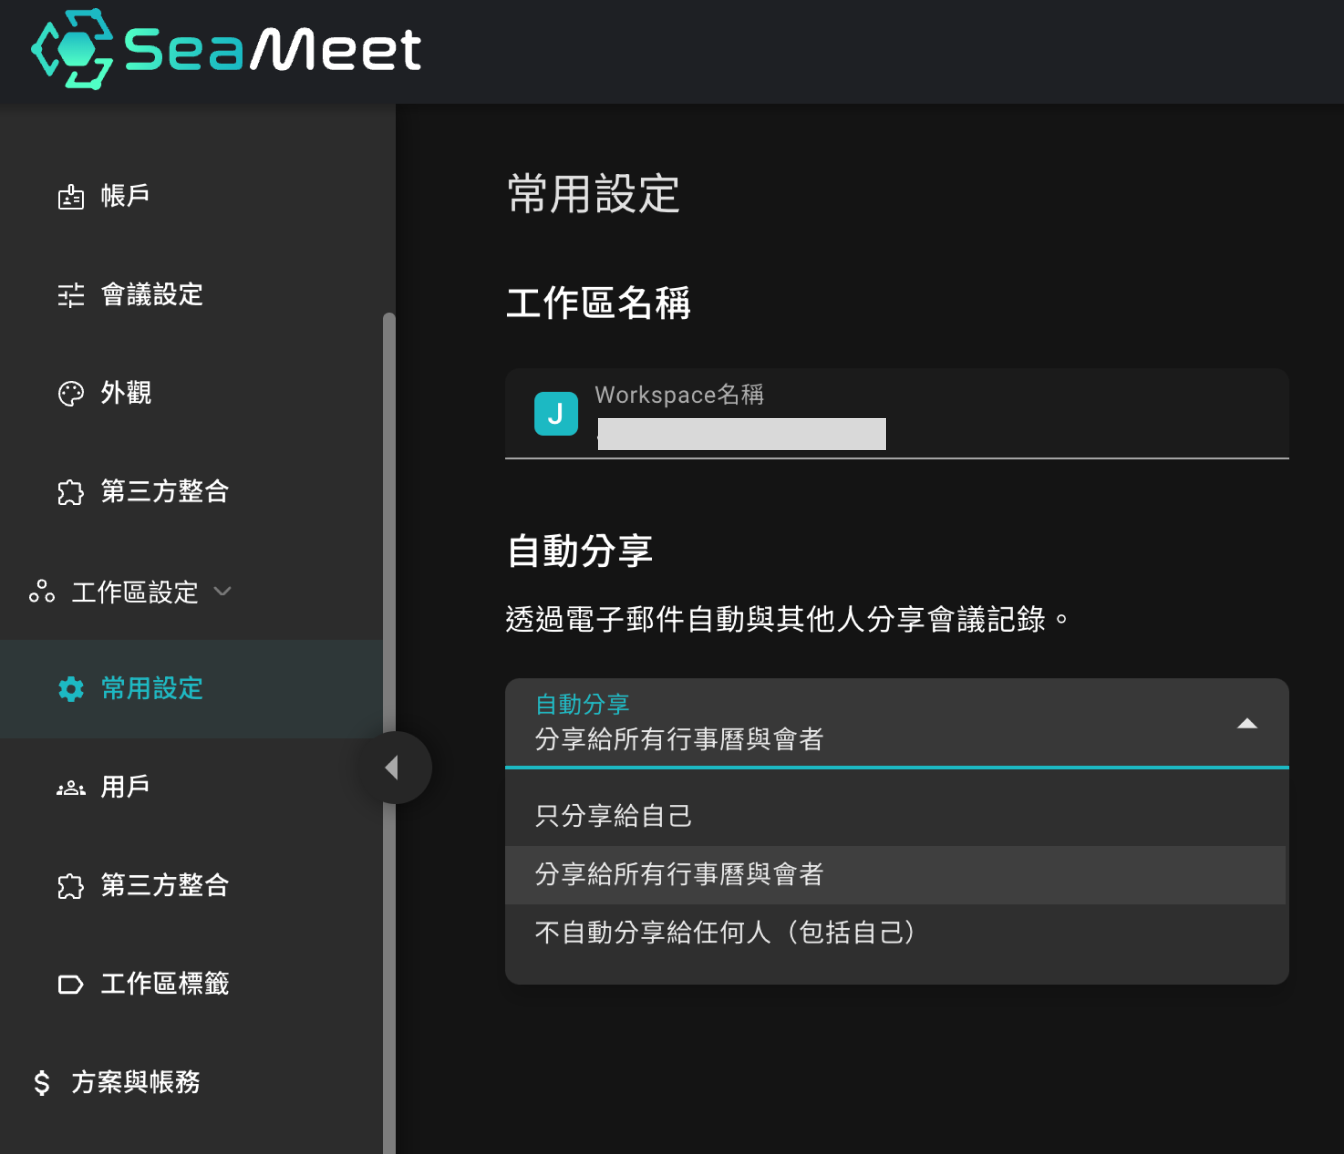 SeaMeet
帳戶
會議設定
外觀
第三方整合
工作區設定
常用設定
用戶
第三方整合
工作區標籤
方案與帳務
常用設定
工作區名稱
J
Workspace名稱
自動分享
透過電子郵件自動與其他人分享會議記錄。
自動分享
分享給所有行事曆與會者
只分享給自己
分享給所有行事曆與會者
不自動分享給任何人（包括自己）